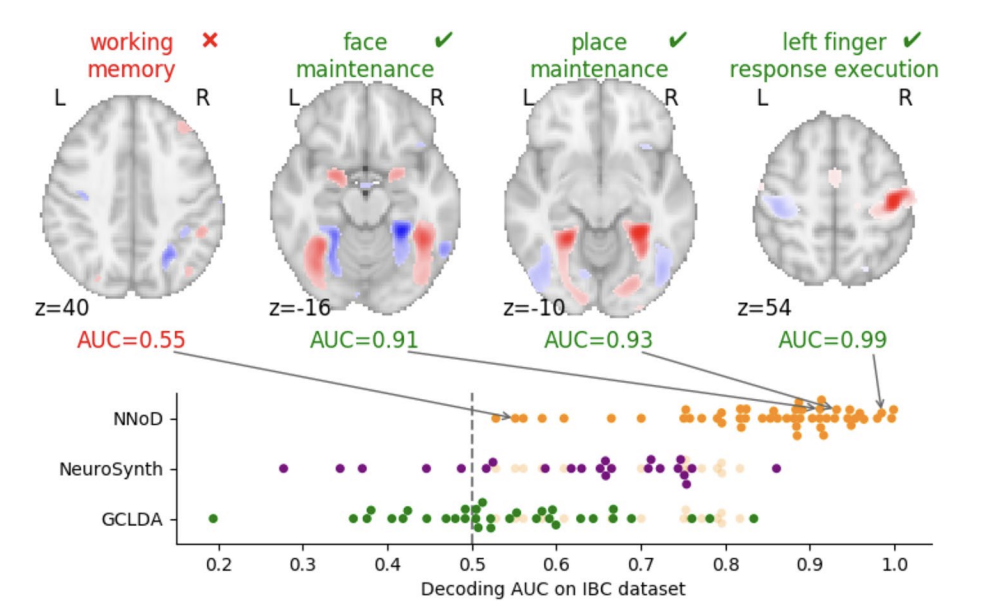 working ✖
memory
face ✔
maintenance
place ✔
maintenance
left finger ✔
response execution
L R
L R
L R
L R
z=40
z=-16
z=-10
z=54
AUC=0.55
AUC=0.91
AUC=0.93
AUC=0.99
NNoD
NeuroSynth
GCLDA
0.2 0.3 0.4 0.5 0.6 0.7 0.8 0.9 1.0
Decoding AUC on IBC dataset